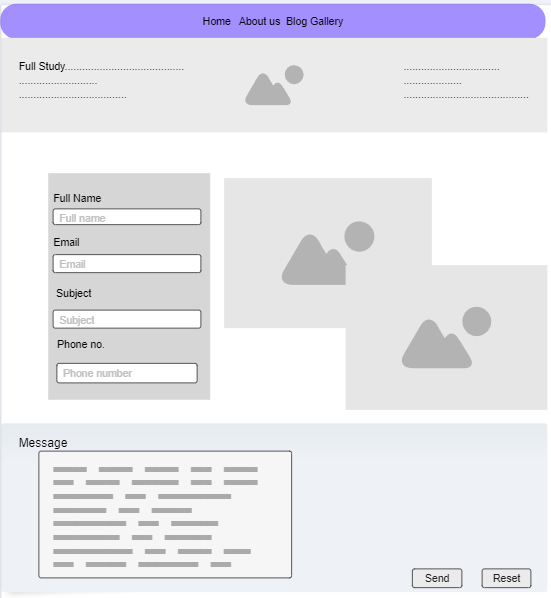 Home About us Blog Gallery
Full Study..........................................
............................
......................................
..................................
.....................
............................................
Full Name
Full name
Email
Email
Subject
Subject
Phone no.
Phone number
Message
Send Reset